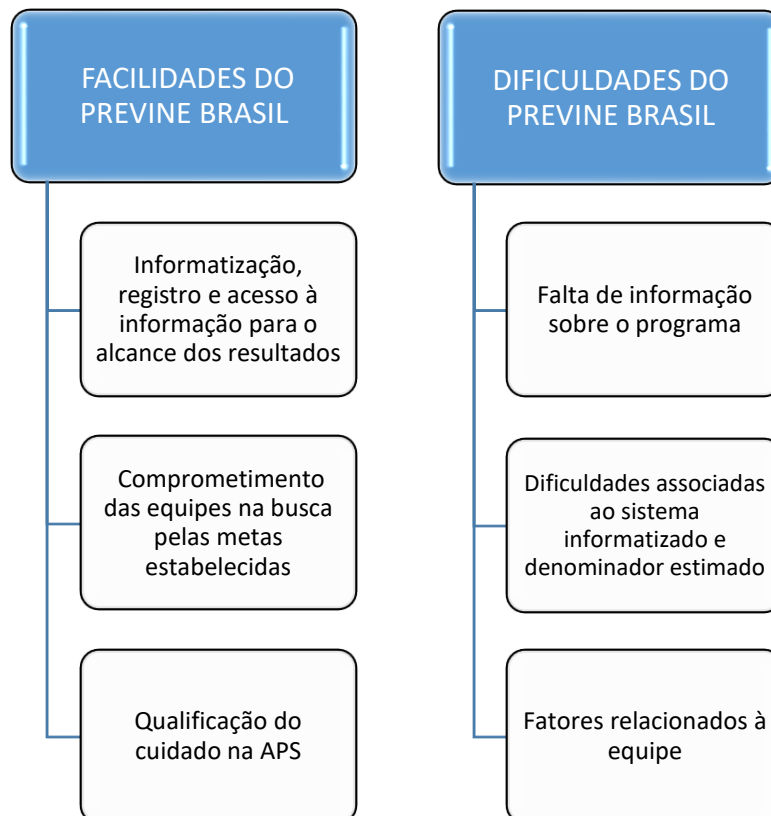 FACILIDADES DO
PREVINE BRASIL
Informatização,
registro e acesso à
informação para o
alcance dos resultados
Comprometimento
das equipes na busca
pelas metas
estabelecidas
Qualificação do
cuidado na APS
DIFICULDADES DO
PREVINE BRASIL
Falta de informação
sobre o programa
Dificuldades associadas
ao sistema
informatizado e
denominador estimado
Fatores relacionados à
equipe